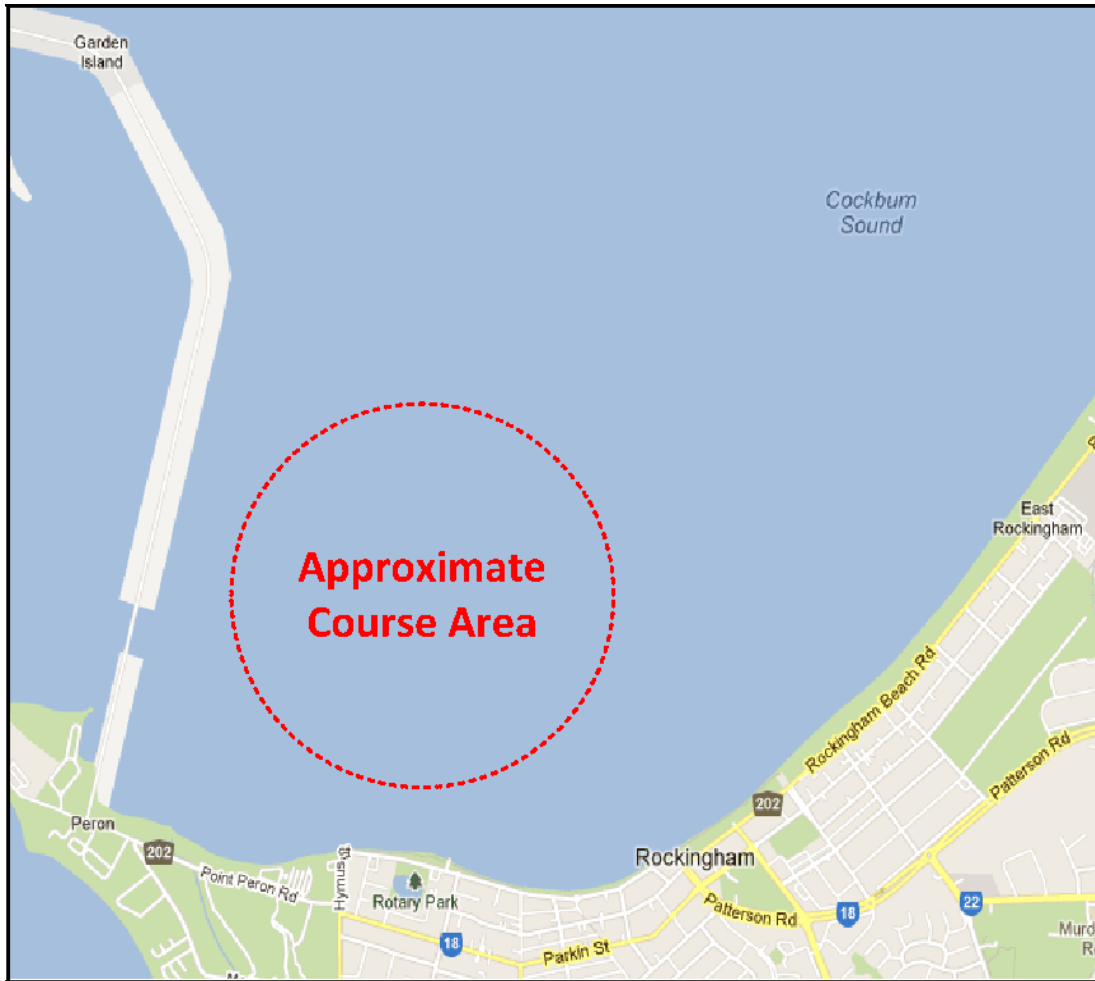 Garden
Island
Cockburn
Sound
East
Rockingham
Approximate
Course Area
Rockingham Beach Rd
Patterson Rd
202
Peron
202
Point Peron Rd
Hymus St
Rotary Park
Rockingham
Patterson Rd
18
22
18
Parkin St